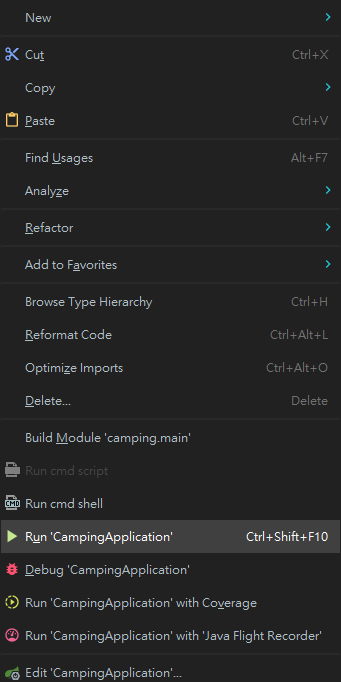 New
Cut Ctrl+X
Copy
Paste Ctrl+V
Find Usages Alt+F7
Analyze
Refactor
Add to Favorites
Browse Type Hierarchy Ctrl+H
Reformat Code Ctrl+Alt+L
Optimize Imports Ctrl+Alt+O
Delete... Delete
Build Module 'camping.main'
Run cmd script
Run cmd shell
Run 'CampingApplication' Ctrl+Shift+F10
Debug 'CampingApplication'
Run 'CampingApplication' with Coverage
Run 'CampingApplication' with 'Java Flight Recorder'
Edit 'CampingApplication'...